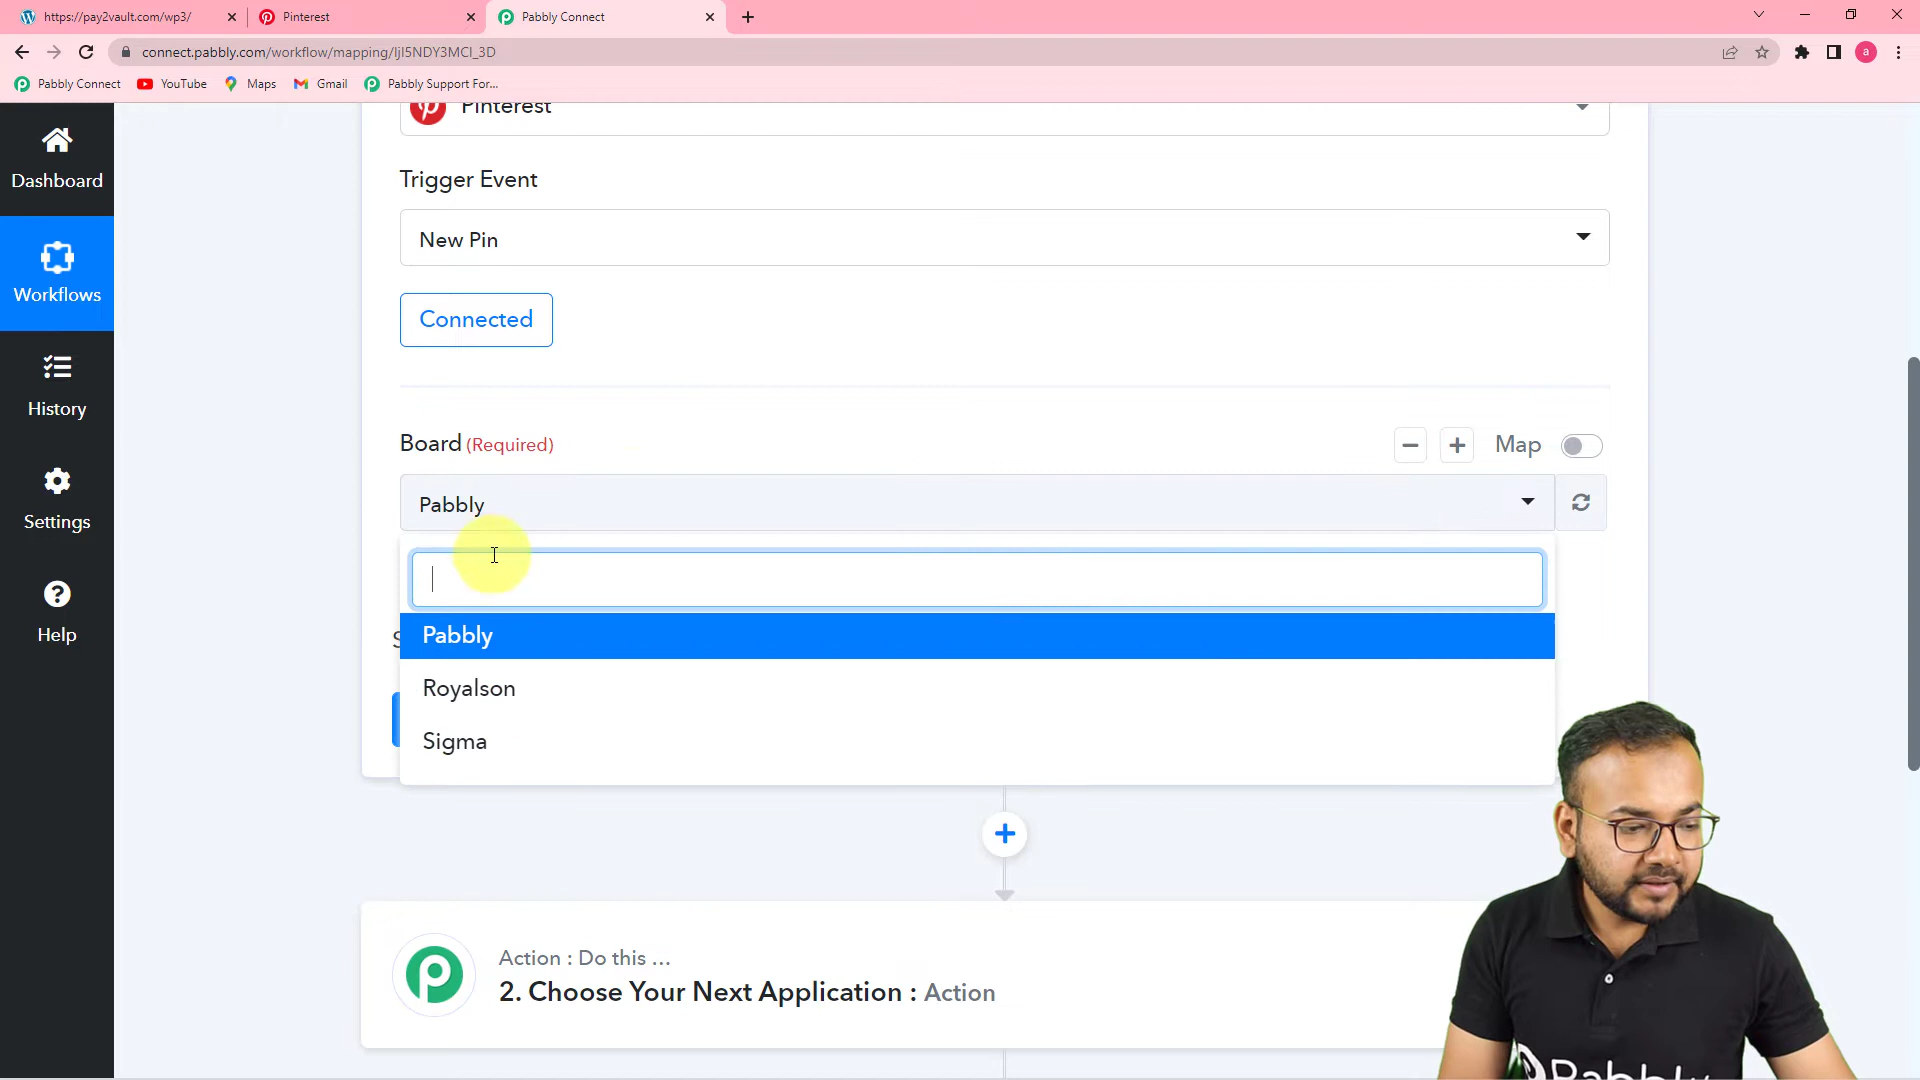 https://pay2vault.com/wp3/
Pinterest
Pabbly Connect
connect.pabbly.com/workflow/mapping/IjI5NDY3MCI_3D
a
Pabbly Connect
YouTube
Maps
Gmail
Pabbly Support For...
Dashboard
Workflows
History
Settings
Help
Pinterest
Trigger Event
New Pin
Connected
Board (Required)
Map
Pabbly
Pabbly
Royalson
Sigma
Action : Do this ...
2. Choose Your Next Application : Action
Pabbly